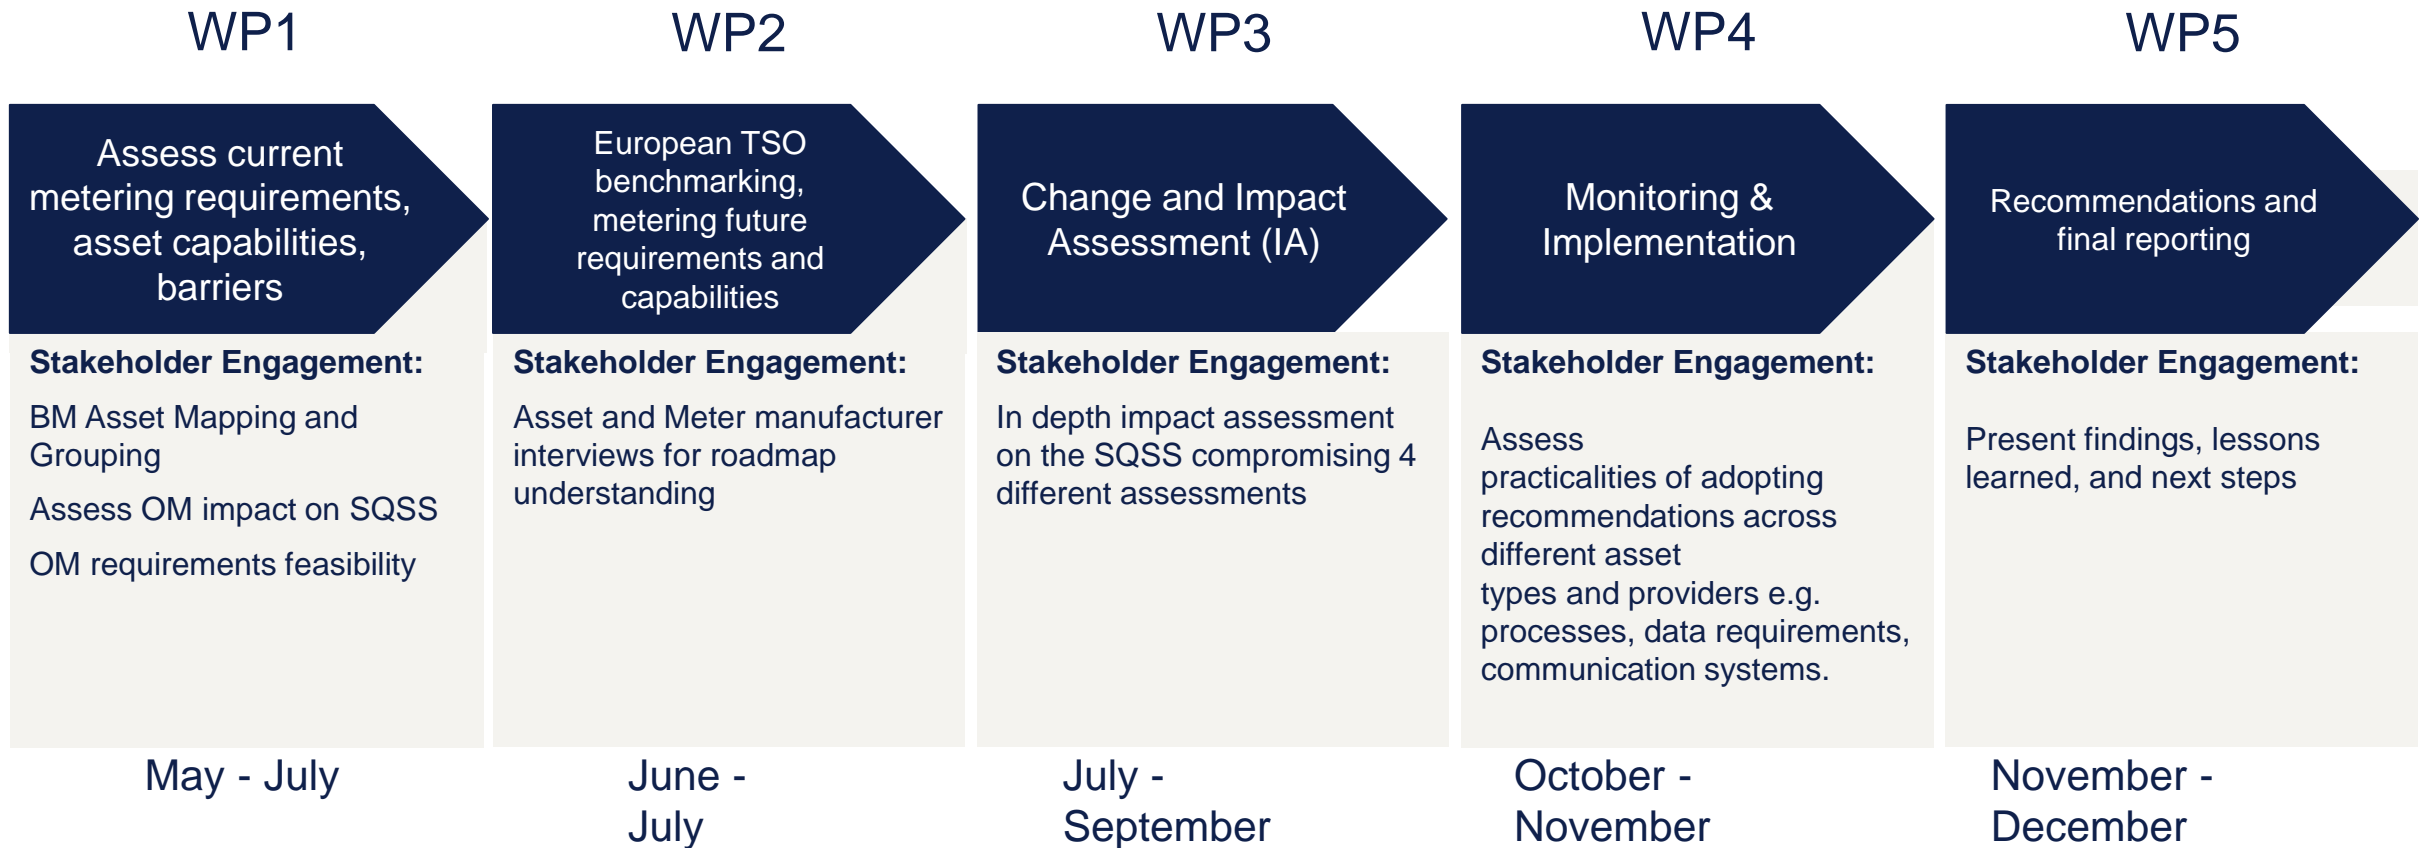 WP1
Assess current
metering requirements,
asset capabilities,
barriers
Stakeholder Engagement:
BM Asset Mapping and
Grouping
Assess OM impact on SQSS
OM requirements feasibility
May - July
WP2
European TSO
benchmarking,
metering future
requirements and
capabilities
Stakeholder Engagement:
Asset and Meter manufacturer
interviews for roadmap
understanding
June -
July
WP3
Change and Impact
Assessment (IA)
Stakeholder Engagement:
In depth impact assessment
on the SQSS compromising 4
different assessments
July -
September
WP4
Monitoring &
Implementation
Stakeholder Engagement:
Assess
practicalities of adopting
recommendations across
different asset
types and providers e.g.
processes, data requirements,
communication systems.
October -
November
WP5
Recommendations and
final reporting
Stakeholder Engagement:
Present findings, lessons
learned, and next steps
November -
December